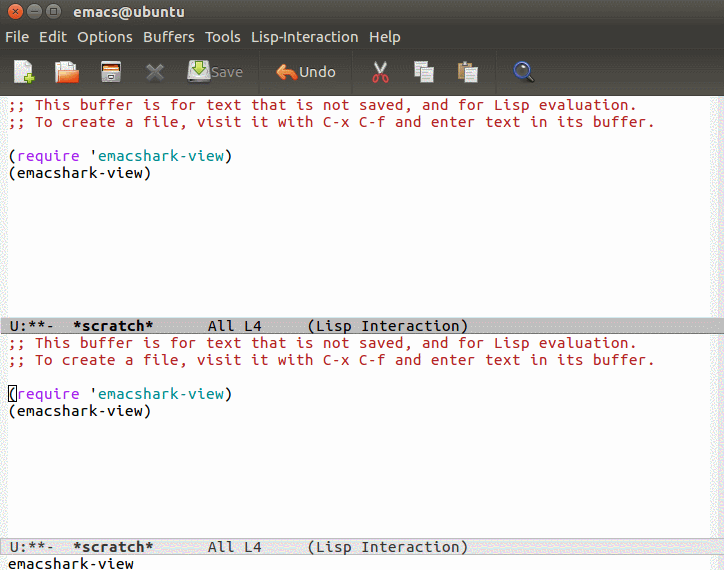 emacs@ubuntu
File Edit Options Buffers Tools Lisp-Interaction Help
Save Undo
;; This buffer is for text that is not saved, and for Lisp evaluation.
;; To create a file, visit it with C-x C-f and enter text in its buffer.
(require 'emacshark-view)
(emacshark-view)
U:**-  *scratch*      All L4     (Lisp Interaction)
;; This buffer is for text that is not saved, and for Lisp evaluation.
;; To create a file, visit it with C-x C-f and enter text in its buffer.
(require 'emacshark-view)
(emacshark-view)
U:**-  *scratch*      All L4     (Lisp Interaction)
emacshark-view